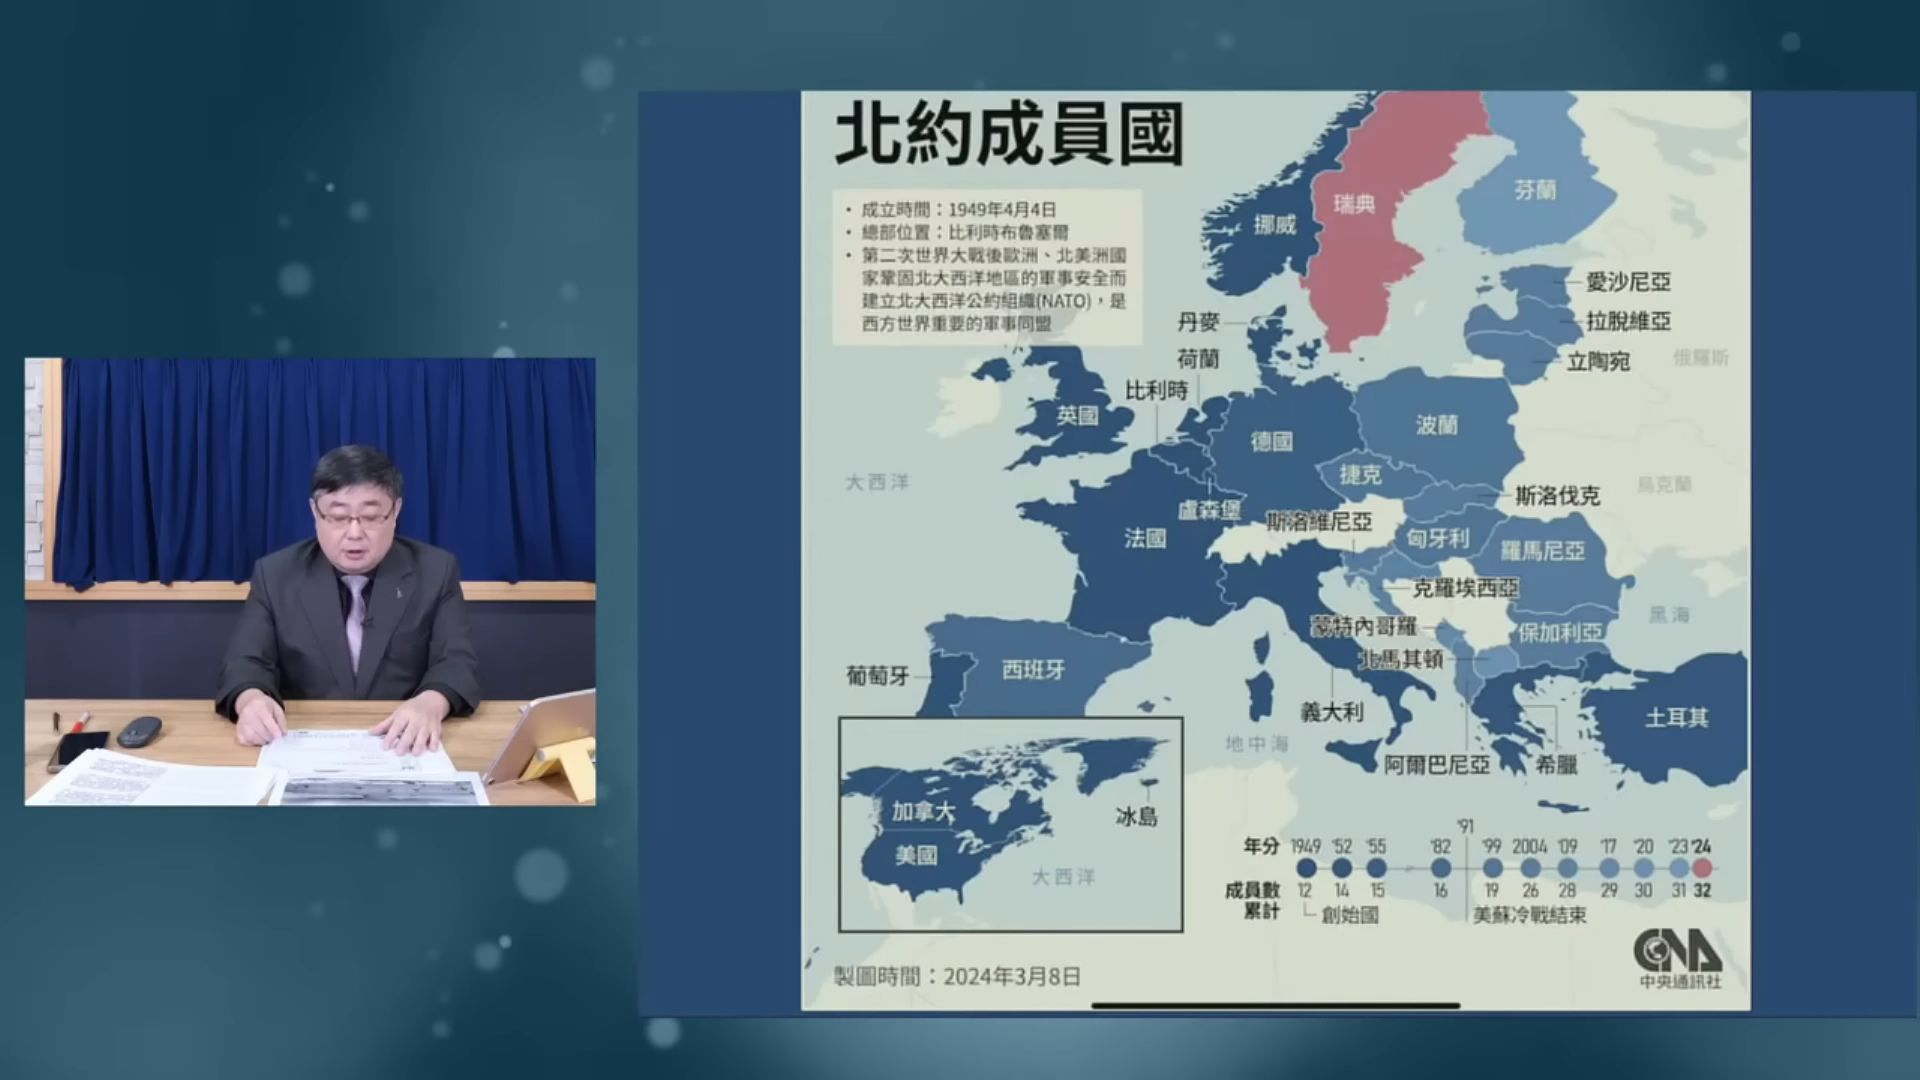 北約成員國
• 成立時間：1949年4月4日
• 總部位置：比利時布魯塞爾
• 第二次世界大戰後歐洲、北美洲國
家鞏固北大西洋地區的軍事安全而
建立北大西洋公約組織(NATO)，是
西方世界重要的軍事同盟
瑞典
芬蘭
挪威
愛沙尼亞
丹麥
拉脫維亞
荷蘭
立陶宛
俄羅斯
比利時
英國
波蘭
德國
捷克
大西洋
烏克蘭
斯洛伐克
盧森堡
斯洛維尼亞
法國
匈牙利
羅馬尼亞
克羅埃西亞
黑海
蒙特內哥羅
保加利亞
北馬其頓
葡萄牙
西班牙
義大利
土耳其
地中海
阿爾巴尼亞
希臘
加拿大
冰島
美國
大西洋
'91
年分 1949 '52 '55 '82 '99 2004 '09 '17 '20 '23 '24
成員數 12 14 15 16 19 26 28 29 30 31 32
累計 創始國 美蘇冷戰結束
CNA
中央通訊社
製圖時間：2024年3月8日